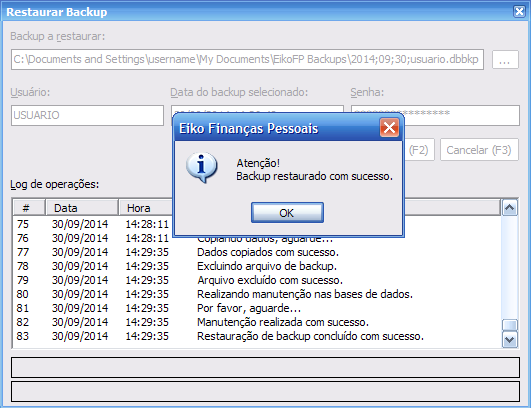 Restaurar Backup
Backup a restaurar:
C:\Documents and Settings\username\My Documents\EikoFP Backups\2014;09;30;usuario.dbbkp
...
Usuário: Data do backup selecionado: Senha:
USUARIO ****************
Eiko Finanças Pessoais
Atenção!
Backup restaurado com sucesso.
OK
(F2) Cancelar (F3)
Log de operações:
# Data Hora
75 30/09/2014 14:28:11
76 30/09/2014 14:28:11 Copiando dados, aguarde...
77 30/09/2014 14:29:35 Dados copiados com sucesso.
78 30/09/2014 14:29:35 Excluindo arquivo de backup.
79 30/09/2014 14:29:35 Arquivo excluído com sucesso.
80 30/09/2014 14:29:35 Realizando manutenção nas bases de dados.
81 30/09/2014 14:29:35 Por favor, aguarde...
82 30/09/2014 14:29:35 Manutenção realizada com sucesso.
83 30/09/2014 14:29:35 Restauração de backup concluído com sucesso.